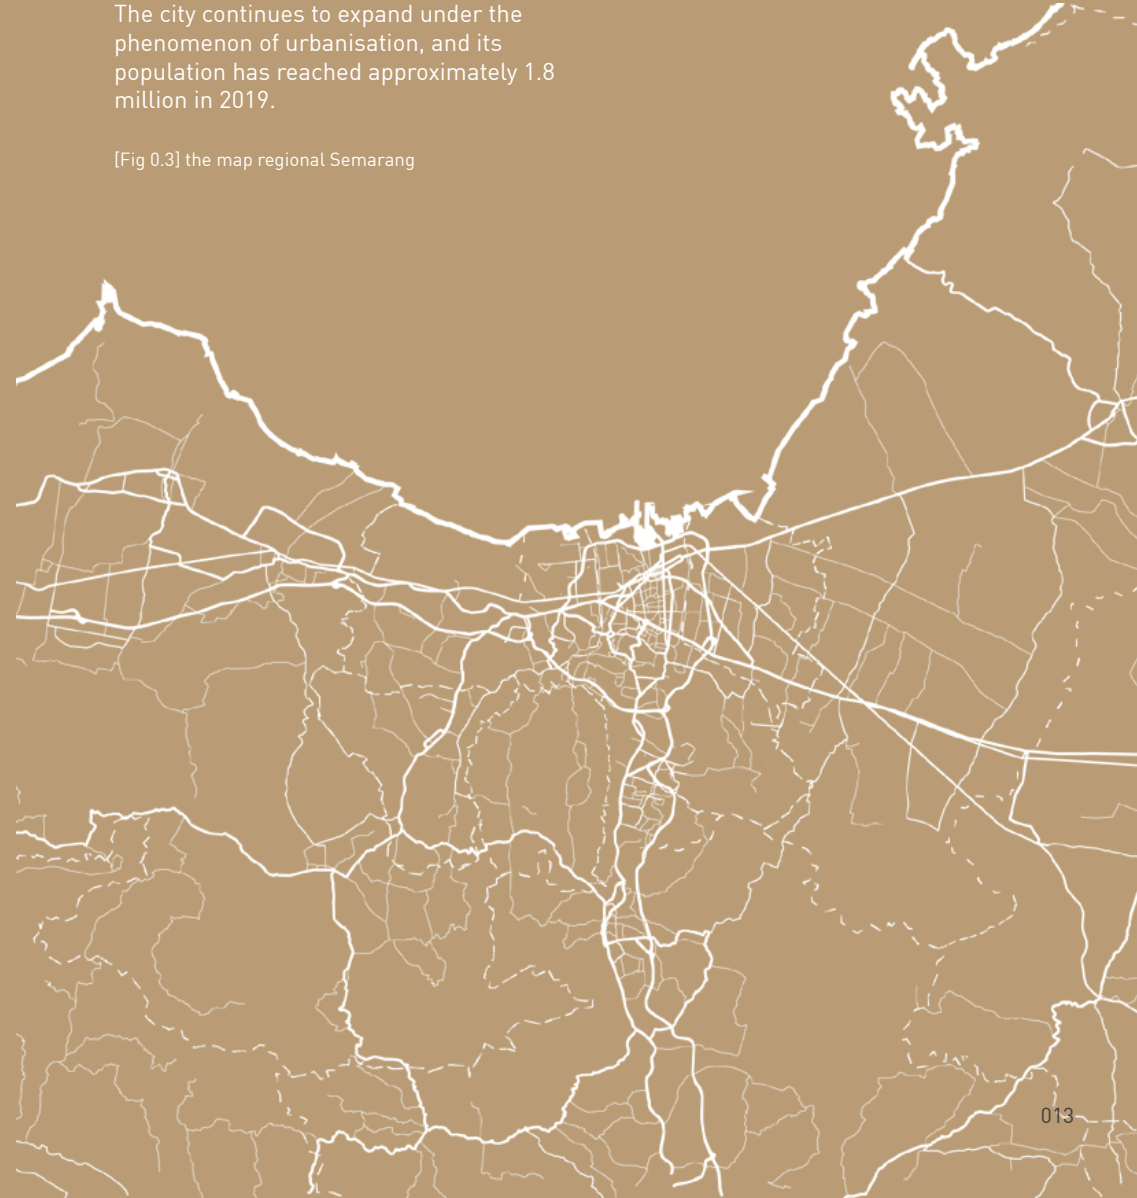 The city continues to expand under the
phenomenon of urbanisation, and its
population has reached approximately 1.8
million in 2019.
[Fig 0.3] the map regional Semarang
013